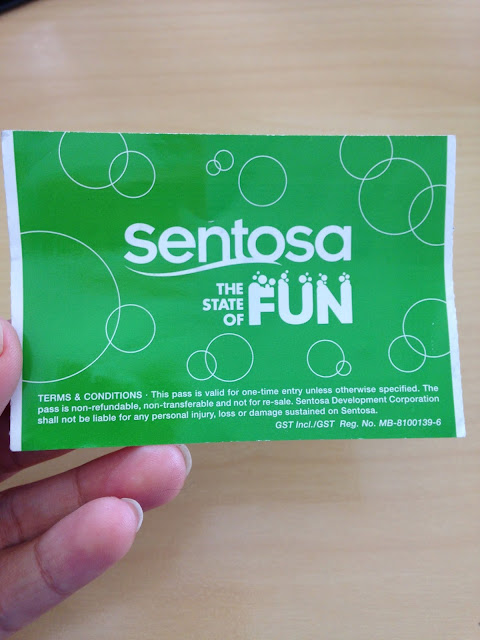 sentosa
THE
STATE
OF
FUN
TERMS & CONDITIONS · This pass is valid for one-time entry unless otherwise specified. The
pass is non-refundable, non-transferable and not for re-sale. Sentosa Development Corporation
shall not be liable for any personal injury, loss or damage sustained on Sentosa.
GST Incl./GST Reg. No. MB-8100139-6